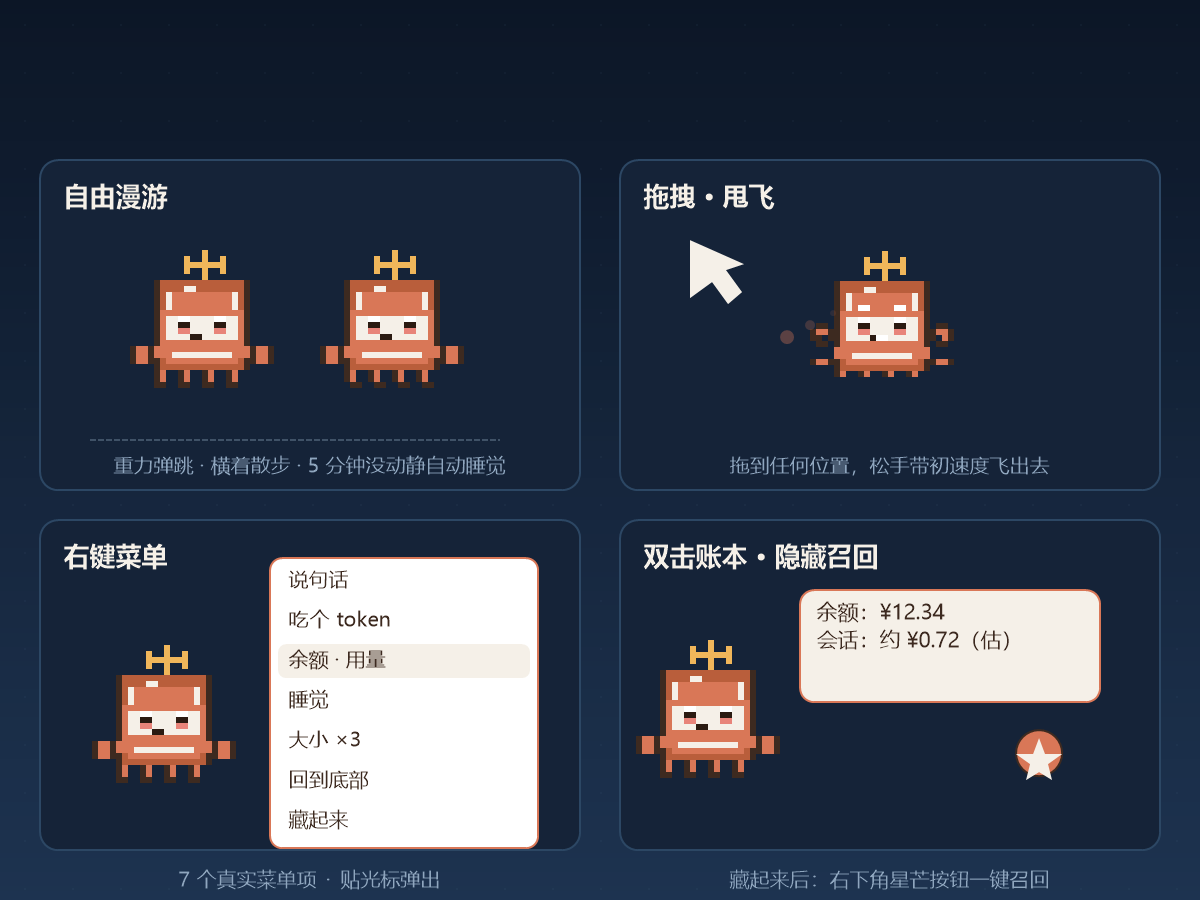 自由漫游
重力弹跳 · 横着散步 · 5 分钟没动静自动睡觉
拖拽 · 甩飞
拖到任何位置，松手带初速度飞出去
右键菜单
说句话
吃个 token
余额 · 用量
睡觉
大小 ×3
回到底部
藏起来
7 个真实菜单项 · 贴光标弹出
双击账本 · 隐藏召回
余额：¥12.34
会话：约 ¥0.72（估）
藏起来后：右下角星芒按钮一键召回